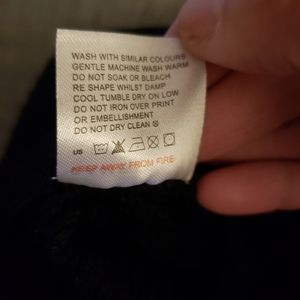 WASH WITH SIMILAR COLOURS
GENTLE MACHINE WASH WARM
DO NOT SOAK OR BLEACH
RE SHAPE WHILST DAMP
COOL TUMBLE DRY ON LOW
DO NOT IRON OVER PRINT
OR EMBELLISHMENT
DO NOT DRY CLEAN
US
KEEP AWAY FROM FIRE